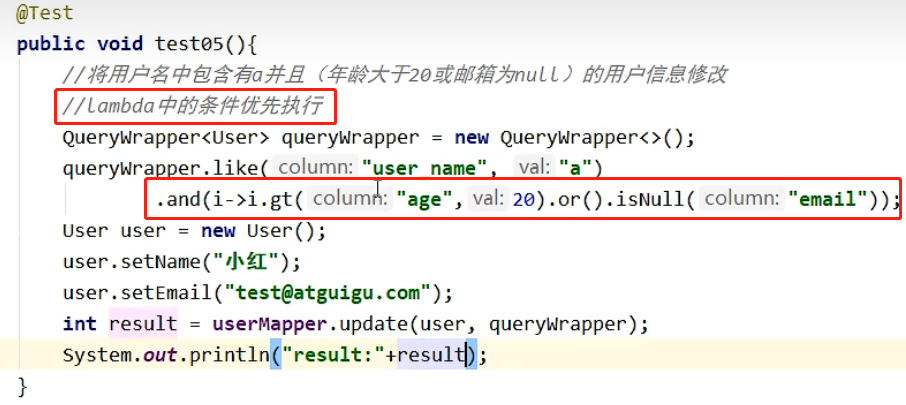 @Test
public void test05(){
//将用户名中包含有a并且（年龄大于20或邮箱为null）的用户信息修改
//lambda中的条件优先执行
QueryWrapper<User> queryWrapper = new QueryWrapper<>();
queryWrapper.like( column: "user_name", val: "a")
.and(i->i.gt( column: "age", val: 20).or().isNull( column: "email"));
User user = new User();
user.setName("小红");
user.setEmail("test@atguigu.com");
int result = userMapper.update(user, queryWrapper);
System.out.println("result:"+result);
}